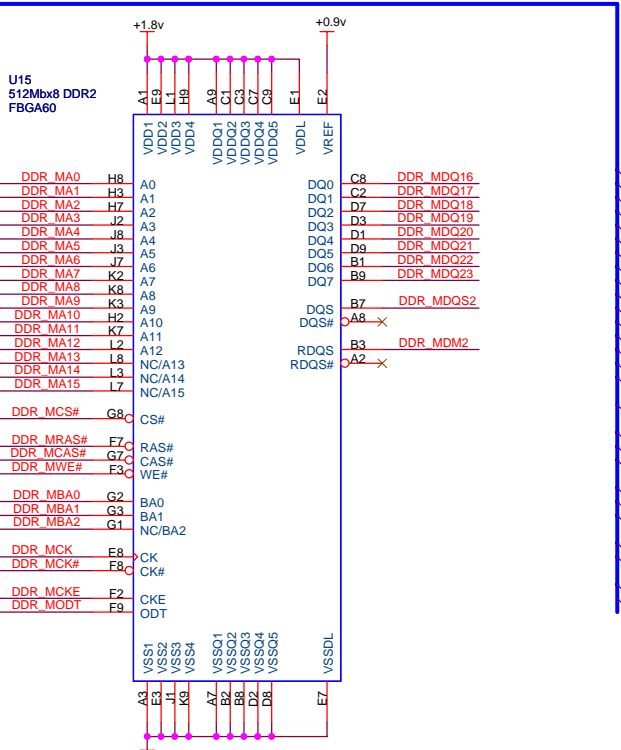 +1.8v +0.9v
U15
512Mbx8 DDR2
FBGA60
A1 E9 L1 H9 A9 C1 C3 C7 C9 E1 E2
VDD1 VDD2 VDD3 VDD4 VDDQ1 VDDQ2 VDDQ3 VDDQ4 VDDQ5 VDDL VREF
DDR_MA0 H8 A0 DQ0 C8 DDR_MDQ16
DDR_MA1 H3 A1 DQ1 C2 DDR_MDQ17
DDR_MA2 H7 A2 DQ2 D7 DDR_MDQ18
DDR_MA3 J2 A3 DQ3 D3 DDR_MDQ19
DDR_MA4 J8 A4 DQ4 D1 DDR_MDQ20
DDR_MA5 J3 A5 DQ5 D9 DDR_MDQ21
DDR_MA6 J7 A6 DQ6 B1 DDR_MDQ22
DDR_MA7 K2 A7 DQ7 B9 DDR_MDQ23
DDR_MA8 K8 A8
DDR_MA9 K3 A9 DQS B7 DDR_MDQS2
DDR_MA10 H2 A10 DQS# A8
DDR_MA11 K7 A11
DDR_MA12 L2 A12 RDQS B3 DDR_MDM2
DDR_MA13 L8 NC/A13 RDQS# A2
DDR_MA14 L3 NC/A14
DDR_MA15 L7 NC/A15
DDR_MCS# G8 CS#
DDR_MRAS# F7 RAS#
DDR_MCAS# G7 CAS#
DDR_MWE# F3 WE#
DDR_MBA0 G2 BA0
DDR_MBA1 G3 BA1
DDR_MBA2 G1 NC/BA2
DDR_MCK E8 CK
DDR_MCK# F8 CK#
DDR_MCKE F2 CKE
DDR_MODT F9 ODT
VSS1 VSS2 VSS3 VSS4 VSSQ1 VSSQ2 VSSQ3 VSSQ4 VSSQ5 VSSDL
A3 E3 J1 K9 A7 B2 B8 D2 D8 E7